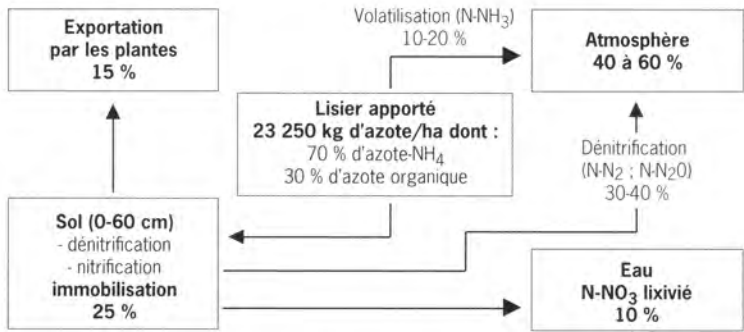 Exportation
par les plantes
15 %
Volatilisation (N-NH₃)
10-20 %
Atmosphère
40 à 60 %
Lisier apporté
23 250 kg d'azote/ha dont :
70 % d'azote-NH₄
30 % d'azote organique
Dénitrification
(N-N₂ ; N-N₂0)
30-40 %
Sol (0-60 cm)
- dénitrification
- nitrification
immobilisation
25 %
Eau
N-NO₃ lixivié
10 %